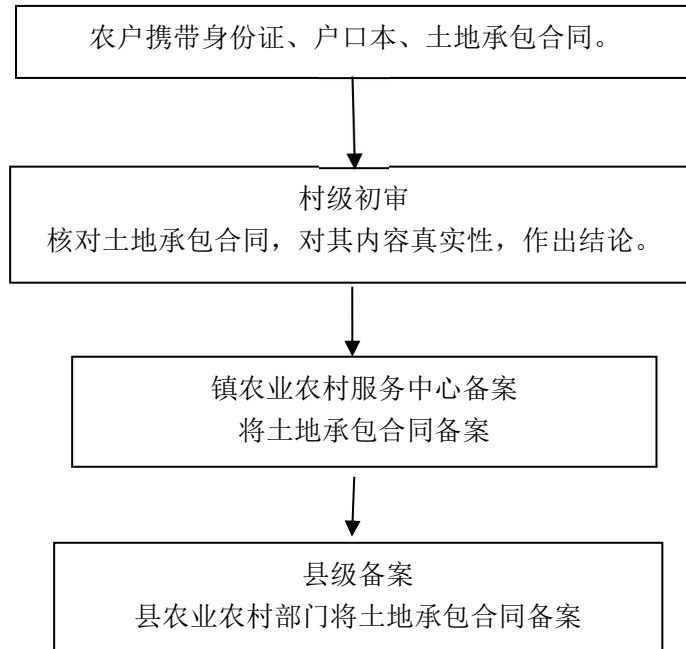 农户携带身份证、户口本、土地承包合同。
村级初审
核对土地承包合同，对其内容真实性，作出结论。
镇农业农村服务中心备案
将土地承包合同备案
县级备案
县农业农村部门将土地承包合同备案